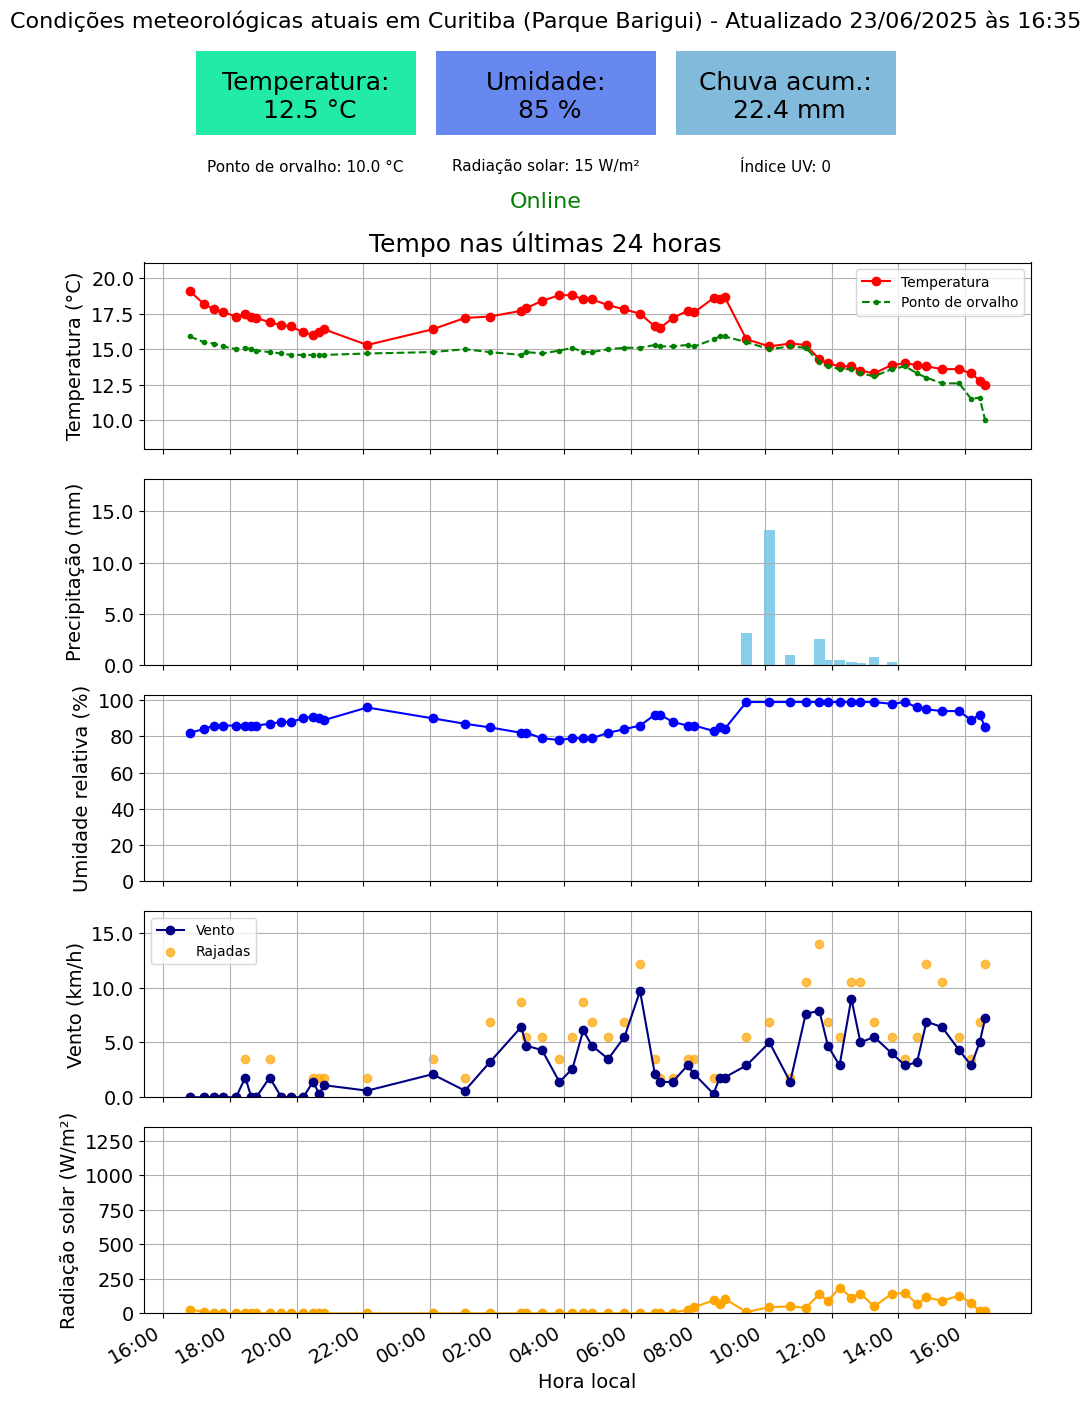 Condições meteorológicas atuais em Curitiba (Parque Barigui) - Atualizado 23/06/2025 às 16:35
Temperatura:
12.5 °C
Umidade:
85 %
Chuva acum.:
22.4 mm
Ponto de orvalho: 10.0 °C
Radiação solar: 15 W/m²
Índice UV: 0
Online
Tempo nas últimas 24 horas
Temperatura (°C)
20.0
17.5
15.0
12.5
10.0
Temperatura
Ponto de orvalho
Precipitação (mm)
15.0
10.0
5.0
0.0
Umidade relativa (%)
100
80
60
40
20
0
Vento (km/h)
15.0
10.0
5.0
0.0
Vento
Rajadas
Radiação solar (W/m²)
1250
1000
750
500
250
0
16:00
18:00
20:00
22:00
00:00
02:00
04:00
06:00
08:00
10:00
12:00
14:00
16:00
Hora local